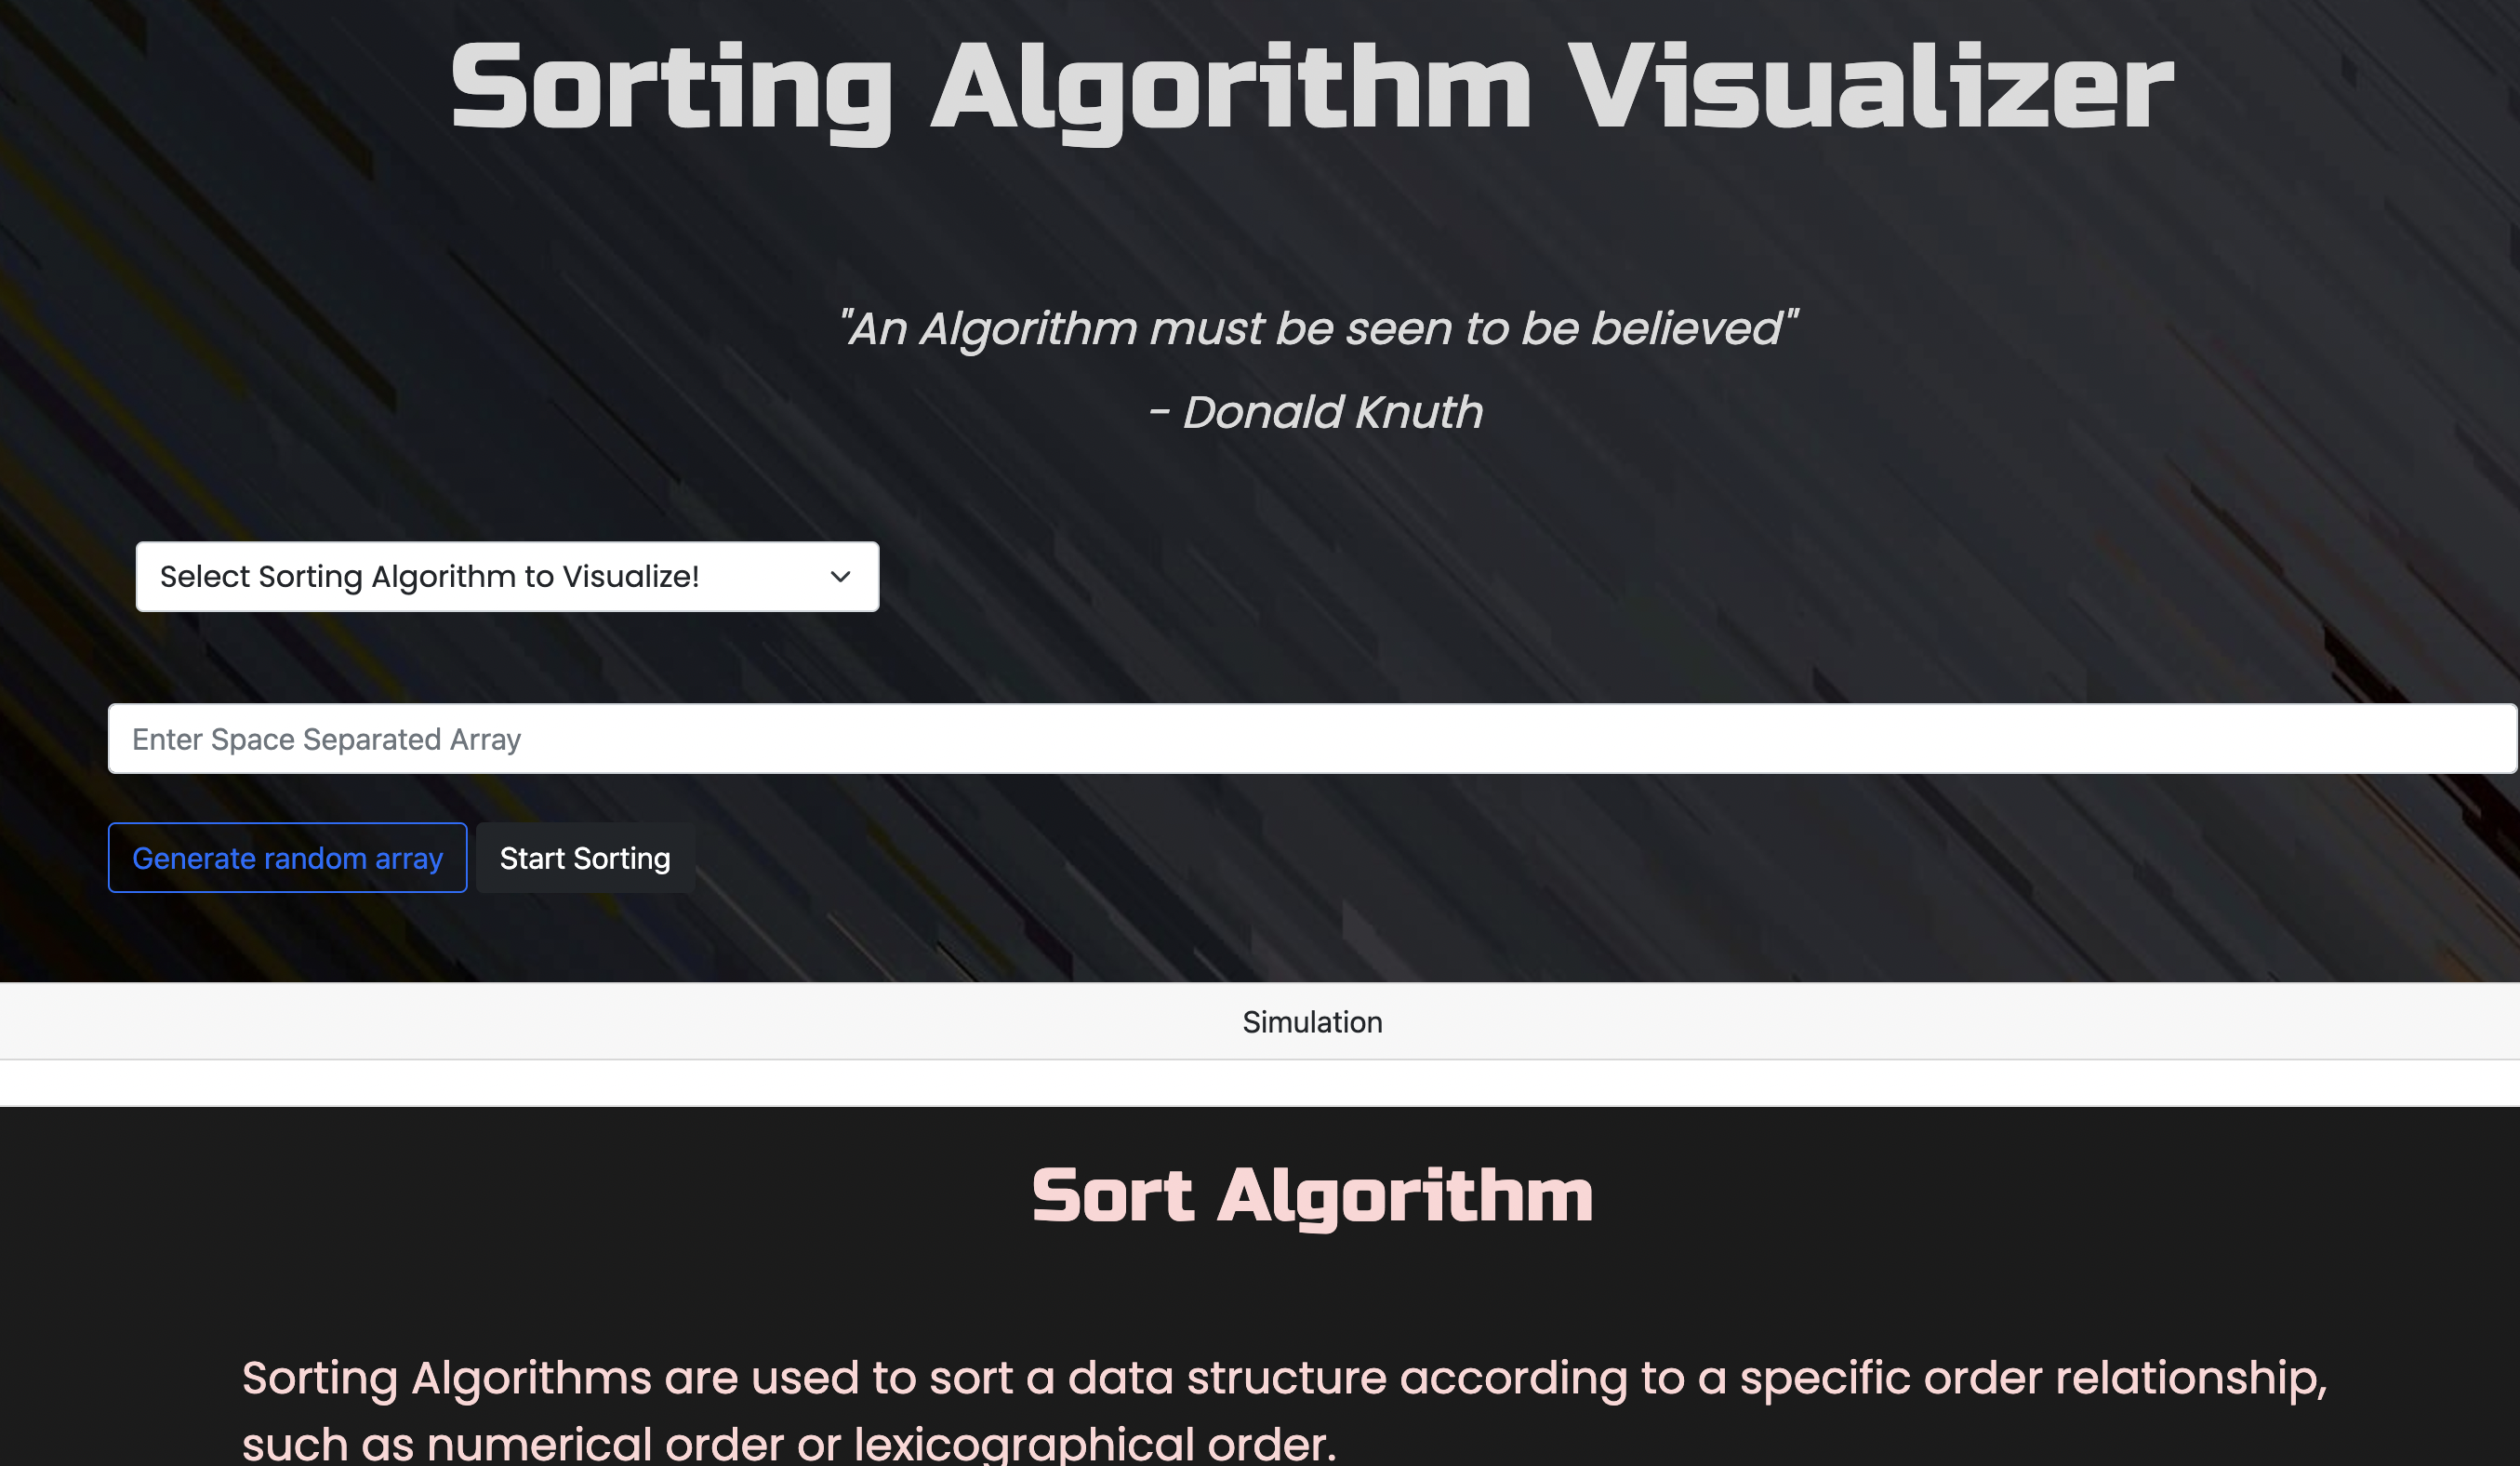 Sorting Algorithm Visualizer
"An Algorithm must be seen to be believed"
- Donald Knuth
Select Sorting Algorithm to Visualize!
Enter Space Separated Array
Generate random array Start Sorting
Simulation
Sort Algorithm
Sorting Algorithms are used to sort a data structure according to a specific order relationship,
such as numerical order or lexicographical order.